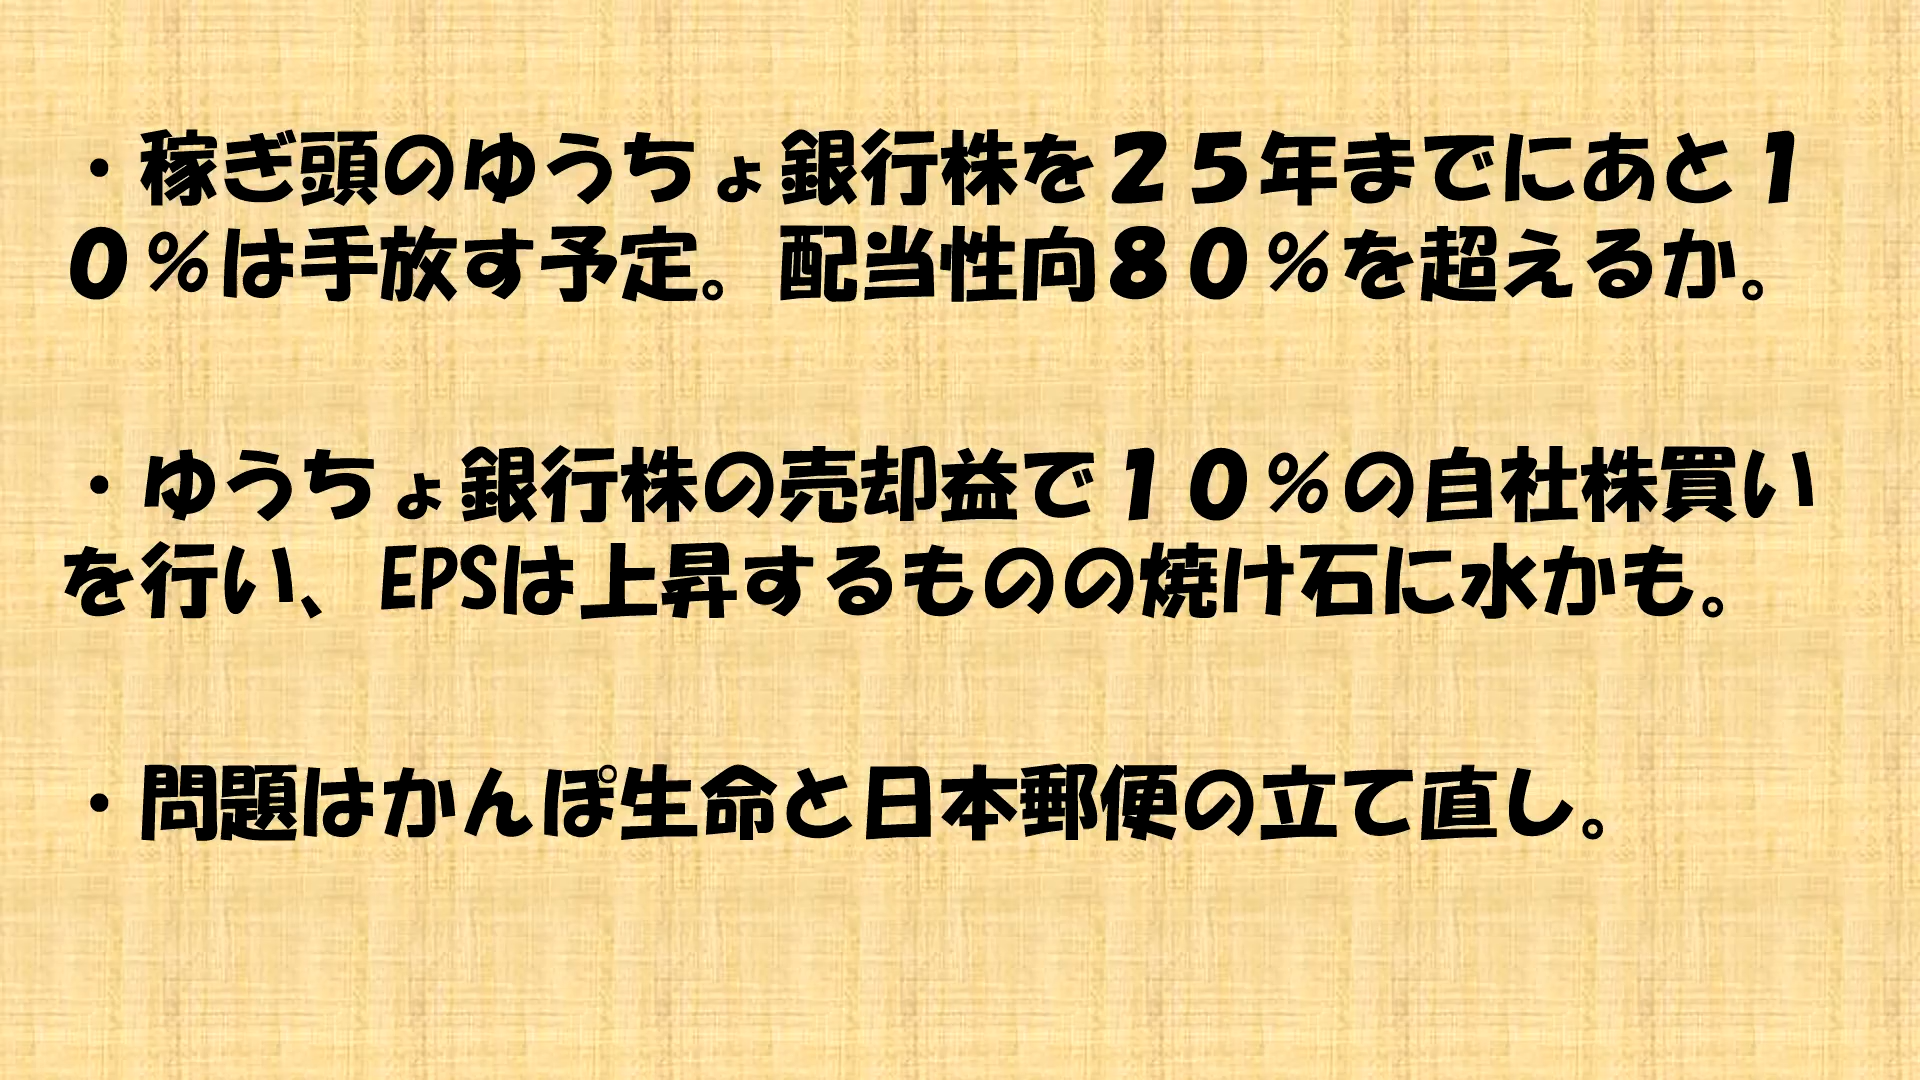 ・稼ぎ頭のゆうちょ銀行株を２５年までにあと１
０％は手放す予定。配当性向８０％を超えるか。
・ゆうちょ銀行株の売却益で１０％の自社株買い
を行い、EPSは上昇するものの焼け石に水かも。
・問題はかんぽ生命と日本郵便の立て直し。